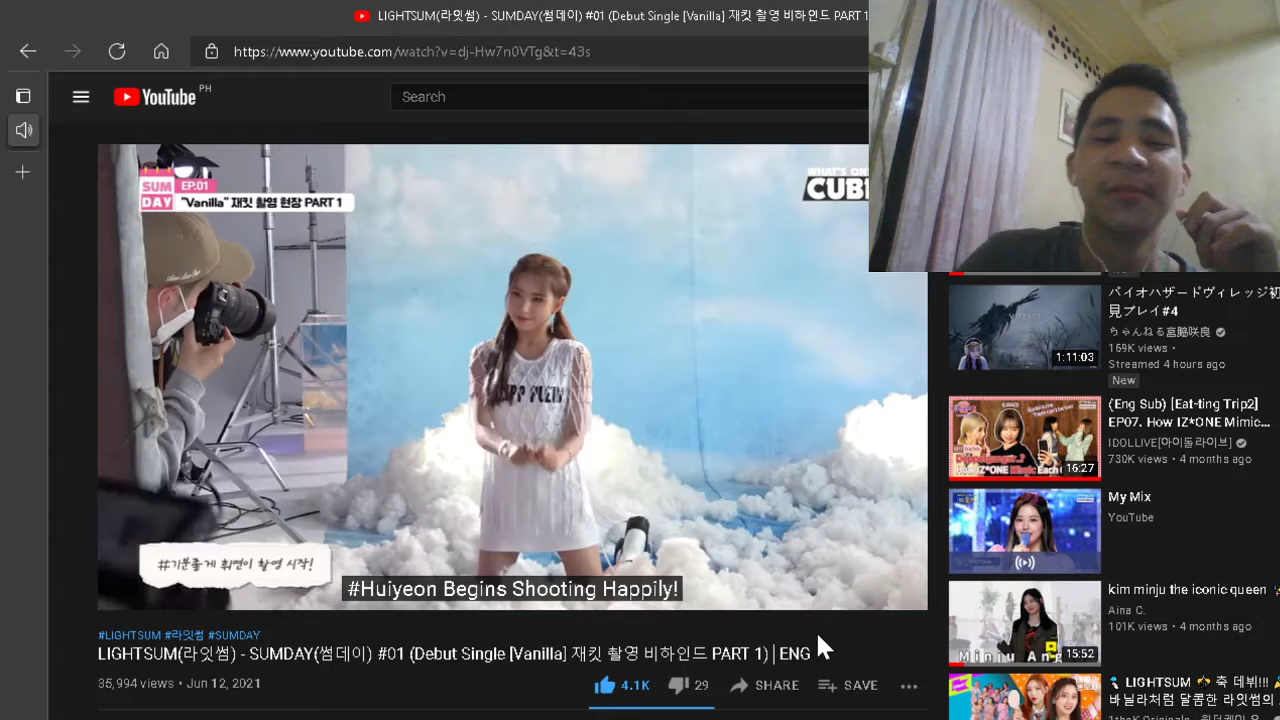 LIGHTSUM(라잇썸) - SUMDAY(썸데이) #01 (Debut Single [Vanilla] 재킷 촬영 비하인드 PART 1
https://www.youtube.com/watch?v=dj-Hw7n0VTg&t=43s
YouTube PH
Search
SUM DAY
EP.01
"Vanilla" 재킷 촬영 현장 PART 1
WHAT'S ON
CUBE
#기분좋게 휘연이 촬영 시작!
#Huiyeon Begins Shooting Happily!
#LIGHTSUM #라잇썸 #SUMDAY
LIGHTSUM(라잇썸) - SUMDAY(썸데이) #01 (Debut Single [Vanilla] 재킷 촬영 비하인드 PART 1) | ENG
35,994 views • Jun 12, 2021
4.1K
29
SHARE
SAVE
バイオハザードヴィレッジ初
見プレイ#4
159K views •
Streamed 4 hours ago
New
1:11:03
(Eng Sub) [Eat-ting Trip2]
EP07. How IZ*ONE Mimic...
IDOLLIVE[아이돌라이브]
730K views • 4 months ago
16:27
My Mix
YouTube
kim minju the iconic queen
Aina C.
101K views • 4 months ago
15:52
LIGHTSUM 축 데뷔!!!
바닐라처럼 달콤한 라잇썸의